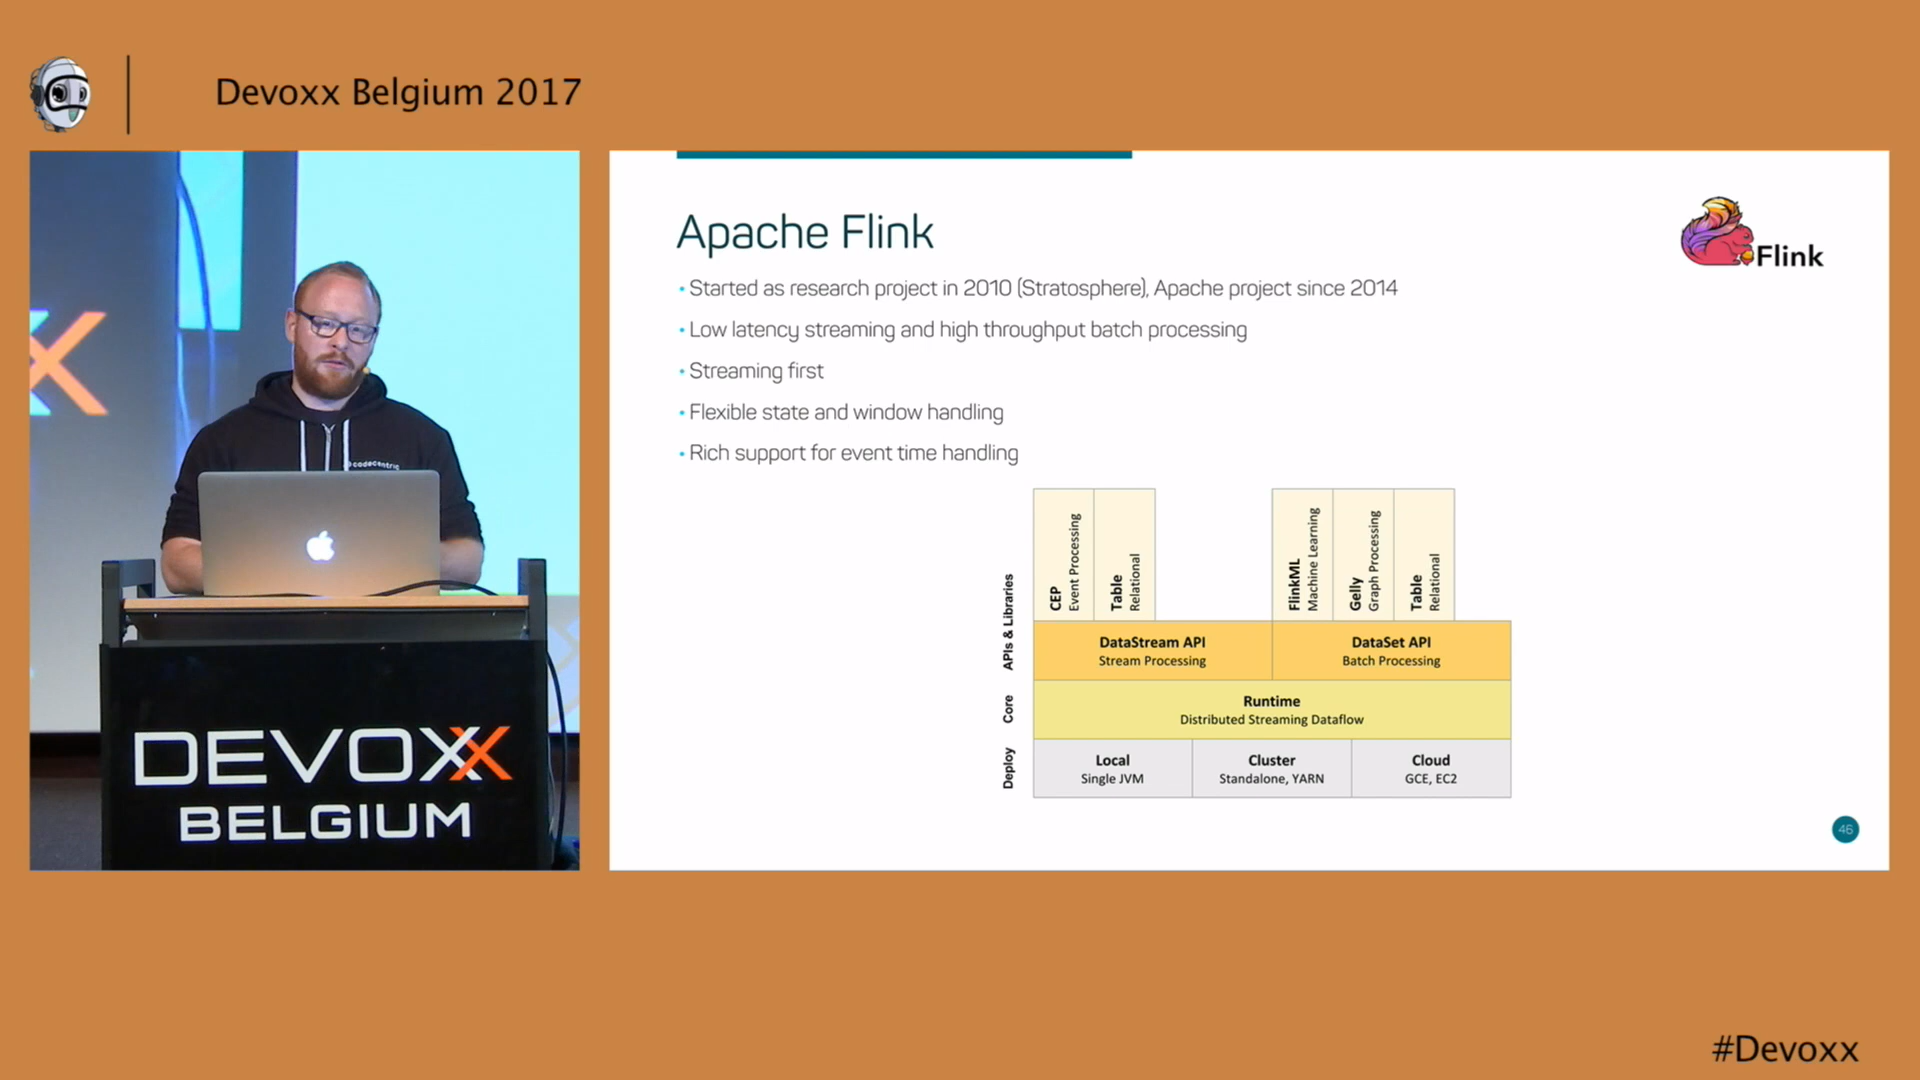 Devoxx Belgium 2017
X
codecentric
DEVOXX
BELGIUM
Apache Flink
Flink
• Started as research project in 2010 (Stratosphere), Apache project since 2014
• Low latency streaming and high throughput batch processing
• Streaming first
• Flexible state and window handling
• Rich support for event time handling
APIs & Libraries
CEP
Event Processing
Table
Relational
FlinkML
Machine Learning
Gelly
Graph Processing
Table
Relational
DataStream API
Stream Processing
DataSet API
Batch Processing
Core
Runtime
Distributed Streaming Dataflow
Deploy
Local
Single JVM
Cluster
Standalone, YARN
Cloud
GCE, EC2
46
#Devoxx